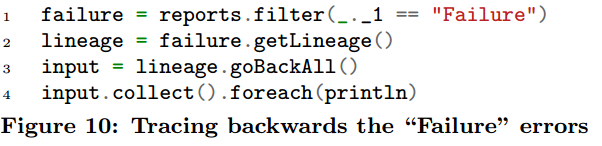 1 failure = reports.filter(_._1 == "Failure")
2 lineage = failure.getLineage()
3 input = lineage.goBackAll()
4 input.collect().foreach(println)
Figure 10: Tracing backwards the “Failure” errors